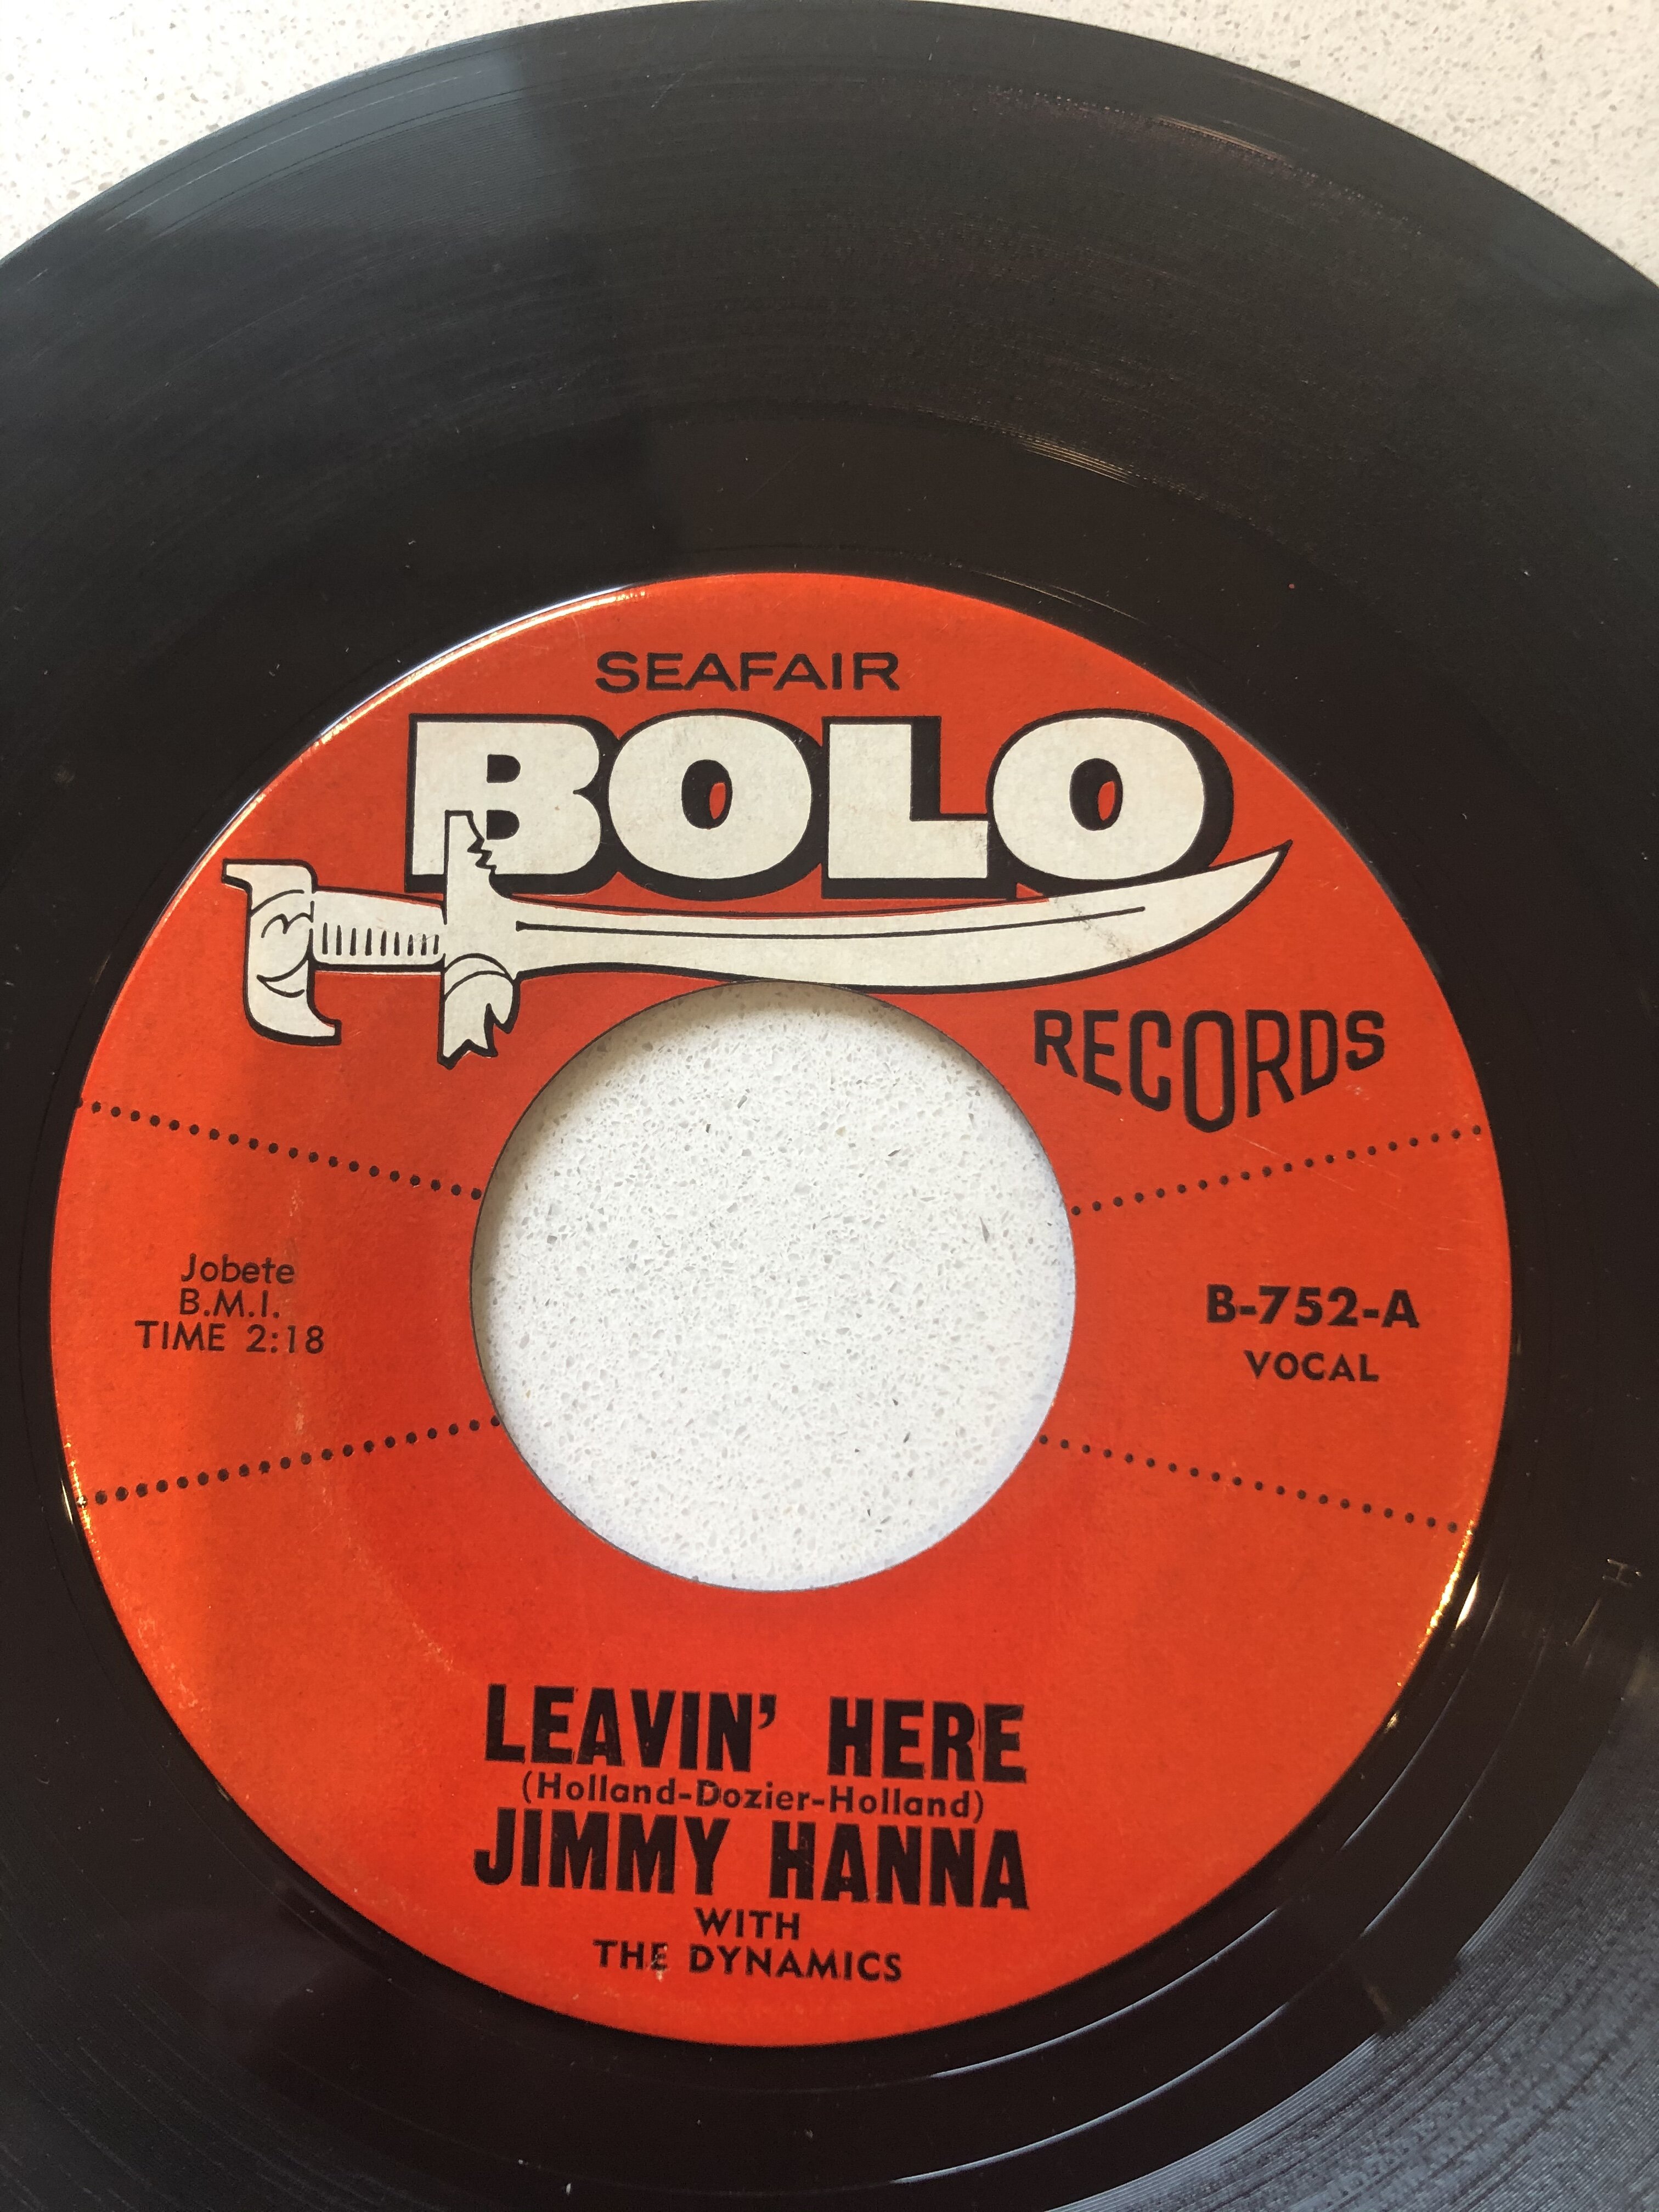 SEAFAIR
BOLO
RECORDS
Jobete
B.M.I.
TIME 2:18
B-752-A
VOCAL
LEAVIN' HERE
(Holland-Dozier-Holland)
JIMMY HANNA
WITH
THE DYNAMICS